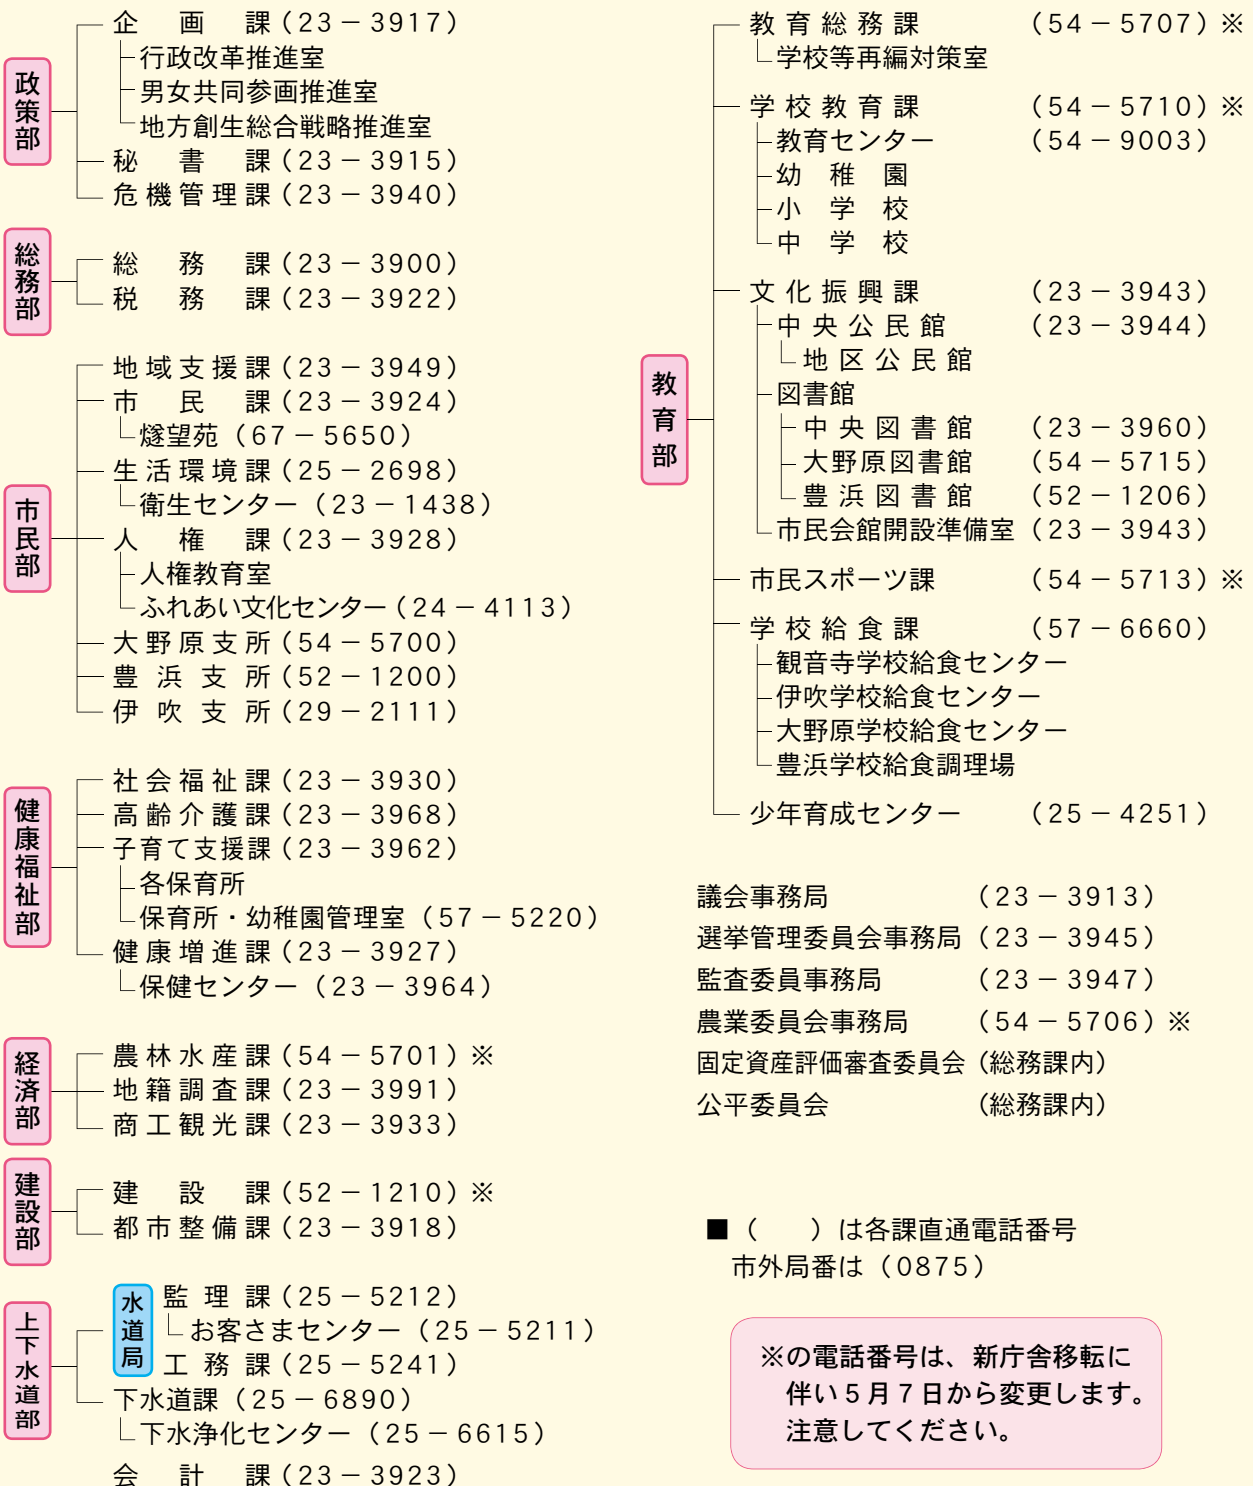 政策部
企画課（23－3917）
行政改革推進室
男女共同参画推進室
地方創生総合戦略推進室
秘書課（23－3915）
危機管理課（23－3940）
総務部
総務課（23－3900）
税務課（23－3922）
市民部
地域支援課（23－3949）
市民課（23－3924）
燧望苑（67－5650）
生活環境課（25－2698）
衛生センター（23－1438）
人権課（23－3928）
人権教育室
ふれあい文化センター（24－4113）
大野原支所（54－5700）
豊浜支所（52－1200）
伊吹支所（29－2111）
健康福祉部
社会福祉課（23－3930）
高齢介護課（23－3968）
子育て支援課（23－3962）
各保育所
保育所・幼稚園管理室（57－5220）
健康増進課（23－3927）
保健センター（23－3964）
経済部
農林水産課（54－5701）※
地籍調査課（23－3991）
商工観光課（23－3933）
建設部
建設課（52－1210）※
都市整備課（23－3918）
上下水道部
水道局
監理課（25－5212）
お客さまセンター（25－5211）
工務課（25－5241）
下水道課（25－6890）
下水浄化センター（25－6615）
会計課（23－3923）
教育部
教育総務課（54－5707）※
学校等再編対策室
学校教育課（54－5710）※
教育センター（54－9003）
幼稚園
小学校
中学校
文化振興課（23－3943）
中央公民館（23－3944）
地区公民館
図書館
中央図書館（23－3960）
大野原図書館（54－5715）
豊浜図書館（52－1206）
市民会館開設準備室（23－3943）
市民スポーツ課（54－5713）※
学校給食課（57－6660）
観音寺学校給食センター
伊吹学校給食センター
大野原学校給食センター
豊浜学校給食調理場
少年育成センター（25－4251）
議会事務局（23－3913）
選挙管理委員会事務局（23－3945）
監査委員事務局（23－3947）
農業委員会事務局（54－5706）※
固定資産評価審査委員会（総務課内）
公平委員会（総務課内）
■（　　）は各課直通電話番号
市外局番は（0875）
※の電話番号は、新庁舎移転に
伴い5月7日から変更します。
注意してください。